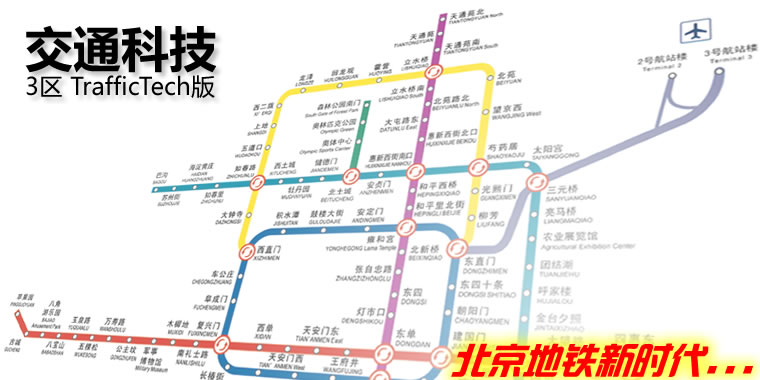 交通科技
3区 TrafficTech版
天通苑北
TIANTONGYUAN North
天通苑南
TIANTONGYUAN South
2号航站楼
Terminal 2
3号航站楼
Terminal 3
龙泽
LONGZE
回龙观
HUILONGGUAN
霍营
HUOYING
立水桥
LISHUIQIAO
立水桥南
LISHUIQIAO South
北苑
BEIYUAN
西二旗
XI'ERQI
森林公园南门
South Gate of Forest Park
北苑路北
BEIYUANLU North
望京西
WANGJING West
上地
SHANGDI
奥林匹克公园
Olympic Green
大屯路东
DATUNLU East
五道口
WUDAOKOU
奥体中心
Olympic Sports Center
惠新西街北口
HUIXINXIJIE BEIKOU
芍药居
SHAOYAOJU
太阳宫
TAIYANGGONG
巴沟
BAGOU
海淀黄庄
HAIDIAN HUANGZHUANG
知春路
ZHICHUNLU
西土城
XITUCHENG
健德门
JIANDEMEN
惠新西街南口
HUIXINXIJIE NANKOU
苏州街
SUZHOUJIE
知春里
ZHICHUNLI
牡丹园
MUDANYUAN
北土城
BEITUCHENG
安贞门
ANZHENMEN
和平西桥
HEPINGXIQIAO
光熙门
GUANGXIMEN
三元桥
SANYUANQIAO
大钟寺
DAZHONGSI
积水潭
JISHUITAN
鼓楼大街
GULOUDAJIE
安定门
ANDINGMEN
和平里北街
HEPINGLI BEIJIE
柳芳
LIUFANG
亮马桥
LIANGMAQIAO
西直门
XIZHIMEN
雍和宫
YONGHEGONG Lama Temple
北新桥
BEIXINQIAO
东直门
DONGZHIMEN
农业展览馆
Agricultural Exhibition Center
车公庄
CHEGONGZHUANG
张自忠路
ZHANGZIZHONGLU
东四十条
DONGSI SHITIAO
团结湖
TUANJIEHU
阜成门
FUCHENGMEN
东四
DONGSI
朝阳门
CHAOYANGMEN
呼家楼
HUJIALOU
苹果园
PINGGUOYUAN
八角
游乐园
BAJIAO
Amusement Park
玉泉路
YUQUANLU
万寿路
WANSHOULU
木樨地
MUXIDI
复兴门
FUXINGMEN
西单
XIDAN
天安门东
TIAN'ANMEN East
灯市口
DENGSHIKOU
东单
DONGDAN
建国门
金台夕照
JINTAIXIZHAO
古城
GUCHENG
八宝山
BABAOSHAN
五棵松
WUKESONG
公主坟
GONGZHUFEN
军事
博物馆
Military Museum
南礼士路
NANLISHILU
长椿街
天安门西
TIAN'ANMEN West
王府井
WANGFUJING
北京地铁新时代...